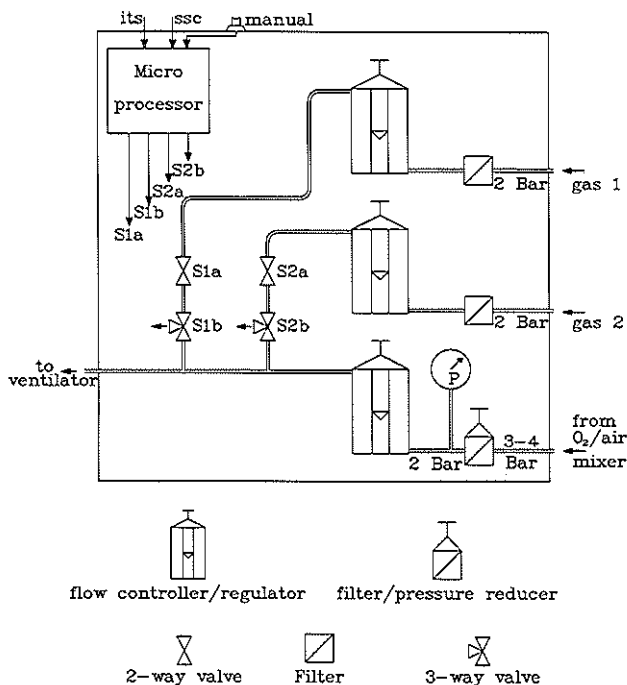 its
ssc
manual
Micro
processor
S2b
S2a
S1b
S1a
2 Bar
gas 1
S1a
S2a
S1b
S2b
2 Bar
gas 2
to
ventilator
P
from
O₂/air
mixer
3-4
Bar
2 Bar
flow controller/regulator
filter/pressure reducer
2-way valve
Filter
3-way valve